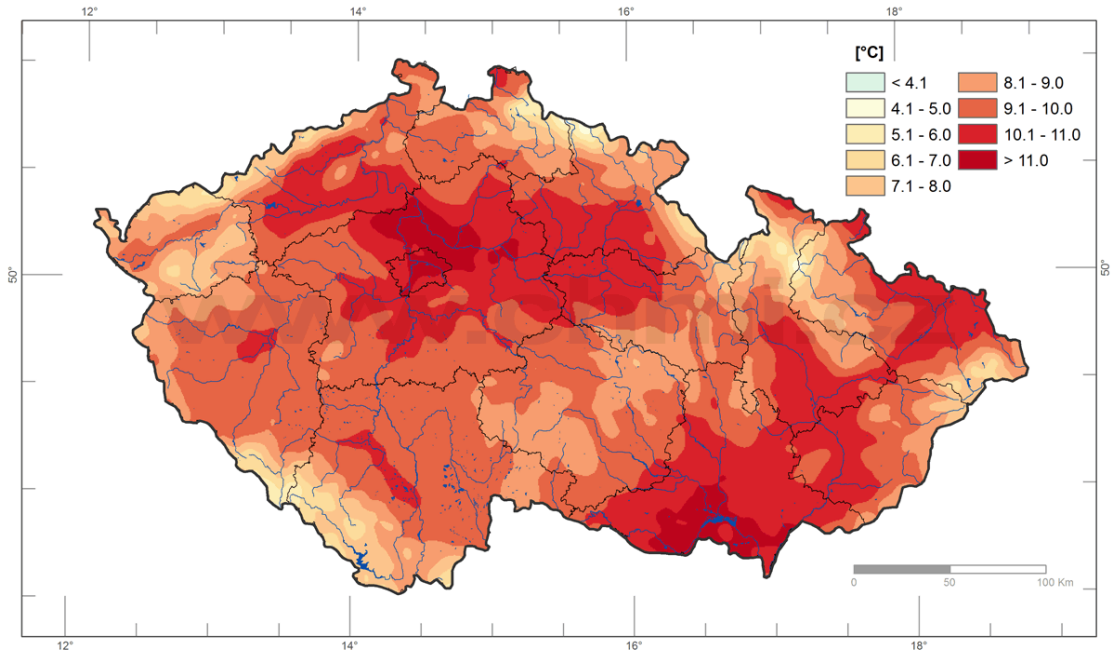 12° 14° 16° 18°
[°C]
< 4.1 8.1 - 9.0
4.1 - 5.0 9.1 - 10.0
5.1 - 6.0 10.1 - 11.0
6.1 - 7.0 > 11.0
7.1 - 8.0
50° 50°
0 50 100 Km
12° 14° 16° 18°